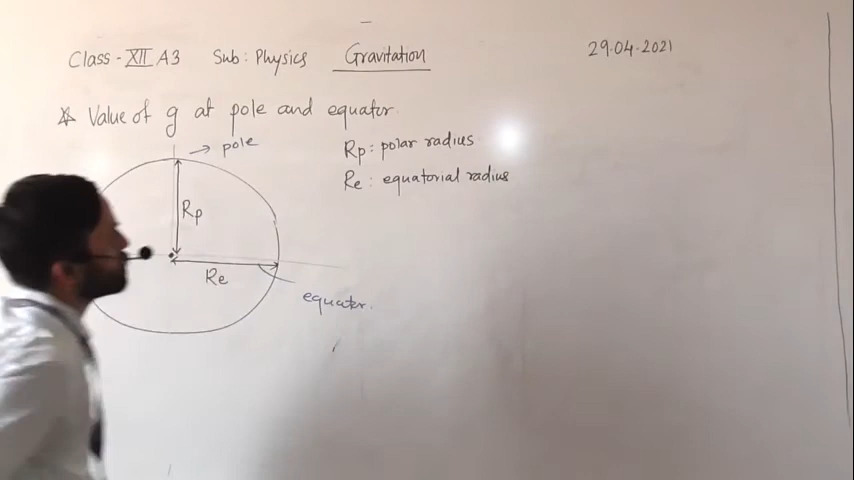 Class - XII A3 Sub: Physics Gravitation 29.04.2021
☆ Value of g at pole and equator.
→ pole
Rp: polar radius
Re: equatorial radius
Rp
Re
equator.